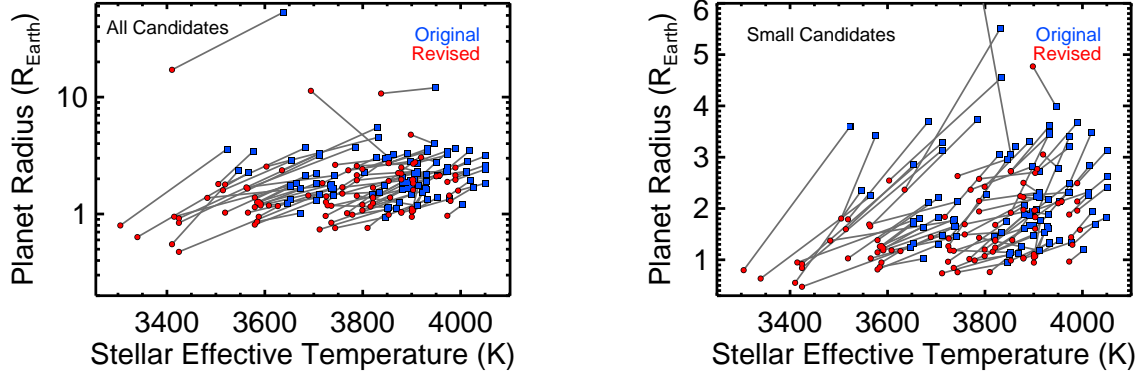 All Candidates
Original
Revised
10
1
Planet Radius (R_Earth)
3400 3600 3800 4000
Stellar Effective Temperature (K)
Small Candidates
Original
Revised
6
5
4
3
2
1
Planet Radius (R_Earth)
3400 3600 3800 4000
Stellar Effective Temperature (K)